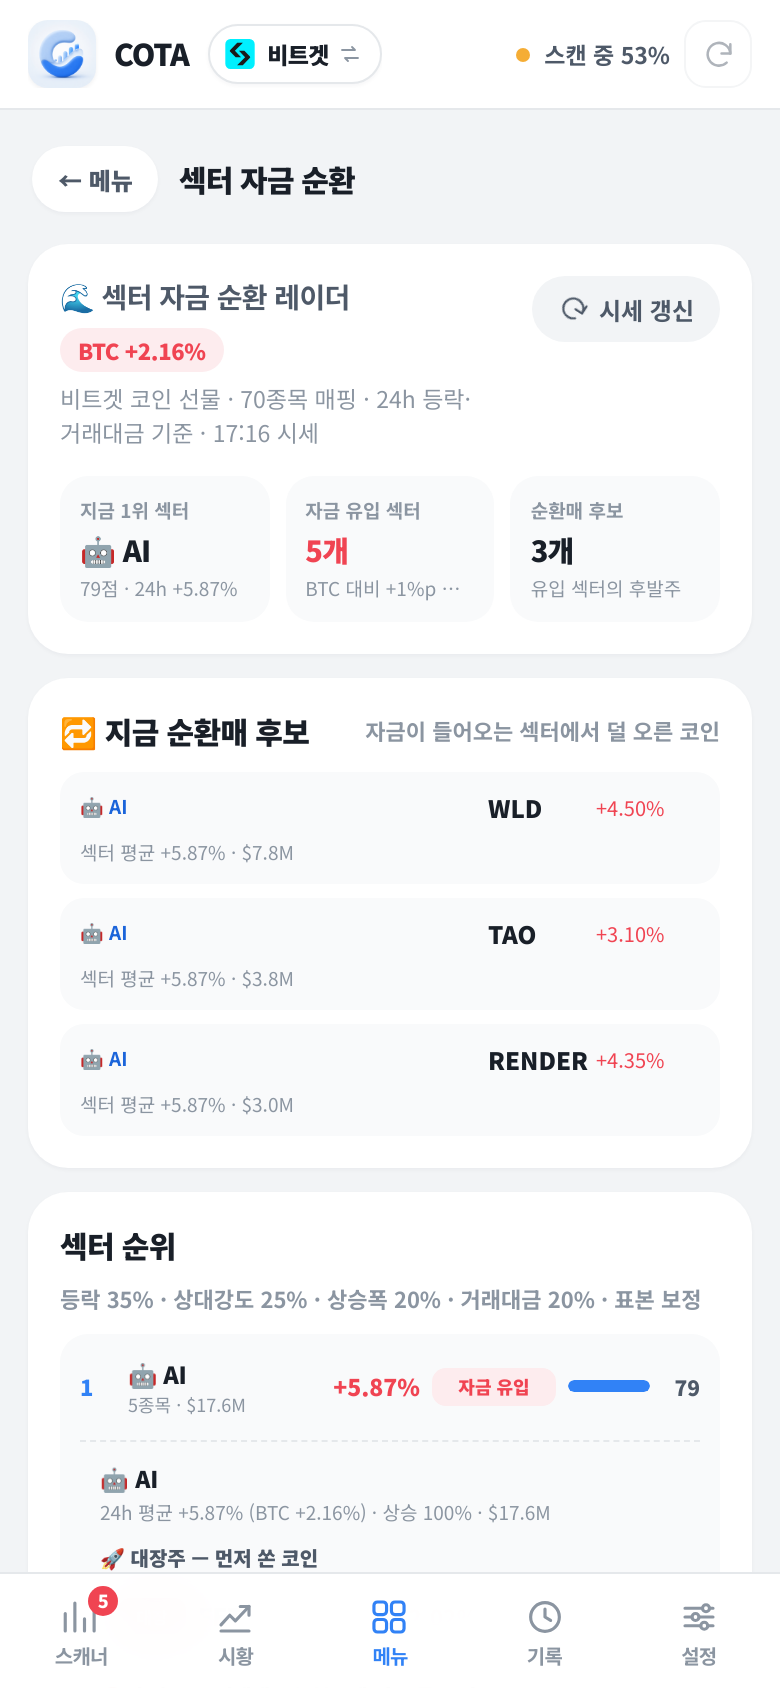 COTA 비트겟 스캔 중 53%
← 메뉴 섹터 자금 순환
🌊 섹터 자금 순환 레이더 시세 갱신
BTC +2.16%
비트겟 코인 선물 · 70종목 매핑 · 24h 등락·
거래대금 기준 · 17:16 시세
지금 1위 섹터
🤖 AI
79점 · 24h +5.87%
자금 유입 섹터
5개
BTC 대비 +1%p ···
순환매 후보
3개
유입 섹터의 후발주
🔁 지금 순환매 후보 자금이 들어오는 섹터에서 덜 오른 코인
🤖 AI WLD +4.50%
섹터 평균 +5.87% · $7.8M
🤖 AI TAO +3.10%
섹터 평균 +5.87% · $3.8M
🤖 AI RENDER +4.35%
섹터 평균 +5.87% · $3.0M
섹터 순위
등락 35% · 상대강도 25% · 상승폭 20% · 거래대금 20% · 표본 보정
1 🤖 AI +5.87% 자금 유입 79
5종목 · $17.6M
🤖 AI
24h 평균 +5.87% (BTC +2.16%) · 상승 100% · $17.6M
🚀 대장주 — 먼저 쏜 코인
5
스캐너 시황 메뉴 기록 설정